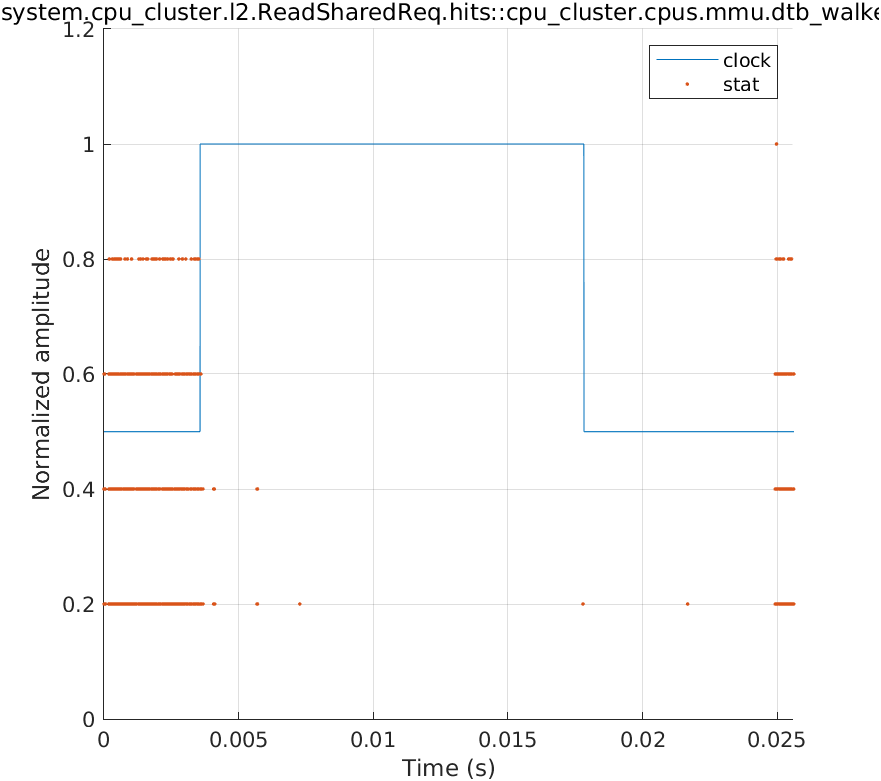 system.cpu_cluster.l2.ReadSharedReq.hits::cpu_cluster.cpus.mmu.dtb_walke
1.2
1
0.8
0.6
0.4
0.2
0
Normalized amplitude
clock
stat
0 0.005 0.01 0.015 0.02 0.025
Time (s)